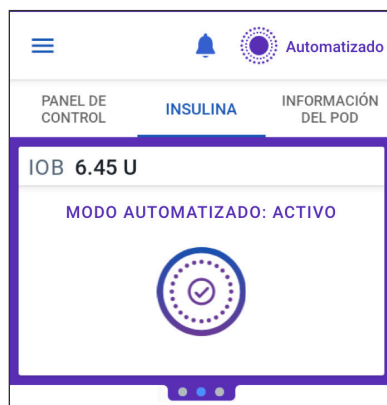 Automatizado
PANEL DE
CONTROL
INSULINA
INFORMACIÓN
DEL POD
IOB 6.45 U
MODO AUTOMATIZADO: ACTIVO